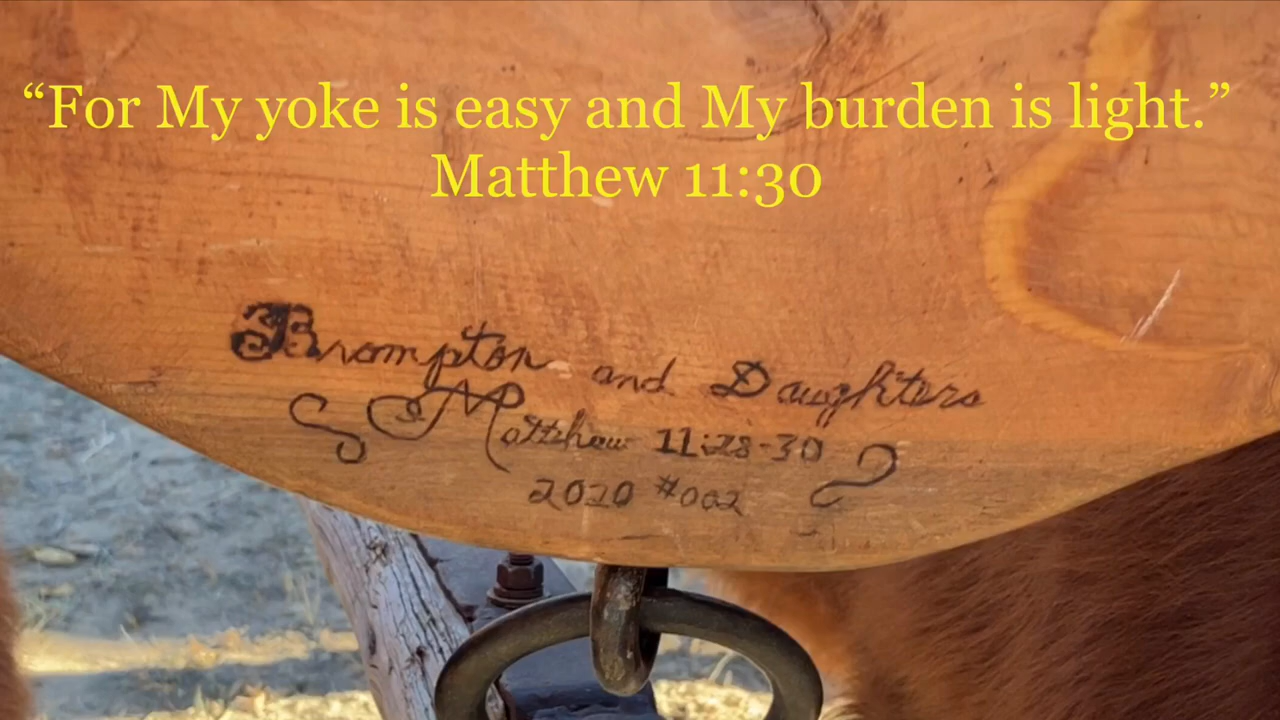 “For My yoke is easy and My burden is light.”
Matthew 11:30
Brompton and Daughters
Matthew 11:28-30
2020 #002